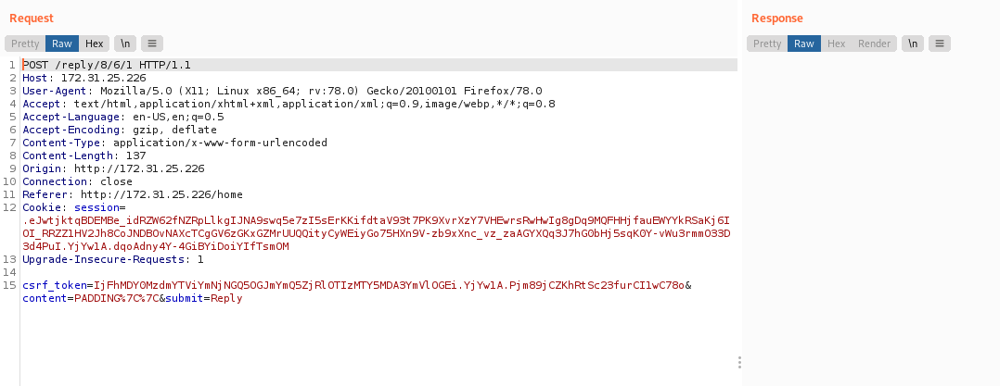 Request
Response
Pretty Raw Hex \n ≡
Pretty Raw Hex Render \n ≡
1 POST /reply/8/6/1 HTTP/1.1
2 Host: 172.31.25.226
3 User-Agent: Mozilla/5.0 (X11; Linux x86_64; rv:78.0) Gecko/20100101 Firefox/78.0
4 Accept: text/html,application/xhtml+xml,application/xml;q=0.9,image/webp,*/*;q=0.8
5 Accept-Language: en-US,en;q=0.5
6 Accept-Encoding: gzip, deflate
7 Content-Type: application/x-www-form-urlencoded
8 Content-Length: 137
9 Origin: http://172.31.25.226
10 Connection: close
11 Referer: http://172.31.25.226/home
12 Cookie: session=
.eJwtjktqBDEMBe_idRZW62fNZRpLlkgIJNA9swq5e7zI5sErKKifdtaV93t7PK9XvrXzY7VHEwrsRwHwIg8gDq9MQFHHjfauEWYYkRSaKj6I
OI_RRZZ1HV2Jh8CoJNDBOvNAXcTCgGV6zGKxGZMrUUQQityCyWEiyGo75HXn9V-zb9xXnc_vz_zaAGYXQq3J7hG0bHj5sqK0Y-vWu3rmmO33D
3d4PuI.YjYw1A.dqoAdny4Y-4GiBYiDoiYIfTsmOM
13 Upgrade-Insecure-Requests: 1
14
15 csrf_token=IjFhMDY0MzdmYTViYmNjNGQ5OGJmYmQ5ZjRlOTIzMTY5MDA3YmVlOGEi.YjYw1A.Pjm89jCZKhRtSc23furCI1wC78o&
content=PADDING%7C%7C&submit=Reply